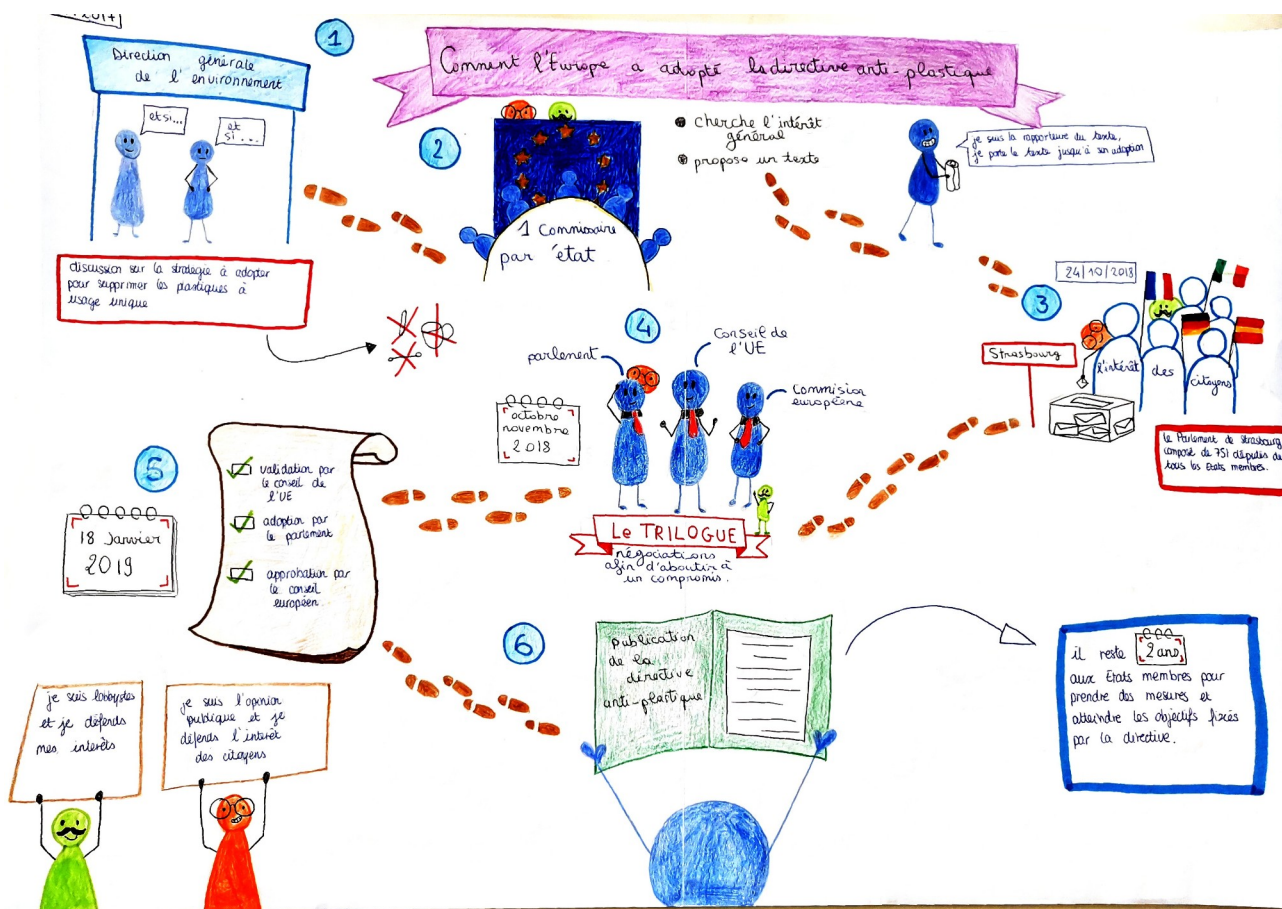 2017
1
Direction générale
de l'environnement
et si...
et
si ...
discussion sur la stratégie à adopter
pour supprimer les plastiques à
usage unique
Comment l'Europe a adopté la directive anti-plastique
2
1 Commissaire
par état
cherche l'intérêt
général
propose un texte
je suis la rapporteure du texte,
je porte le texte jusqu'à son adoption
24/10/2018
3
Strasbourg
l'intérêt
des
citoyens
le Parlement de Strasbourg
composé de 751 députés de
tous les Etats membres.
4
parlement
Conseil de
l'UE
Commision
européene
octobre
novembre
2018
Le TRILOGUE
négociations
afin d'aboutir à
un compromis.
5
18 Janvier
2019
validation par
le conseil de
l'UE
adoption par
le parlement
approbation par
le conseil
européen
6
publication
de la
directive
anti-plastique
il reste 2 ans
aux Etats membres pour
prendre des mesures et
atteindre les objectifs fixés
par la directive.
je suis lobbystes
et je défends
mes interêts
je suis l'opinion
publique et je
défends l'interet
des citoyens